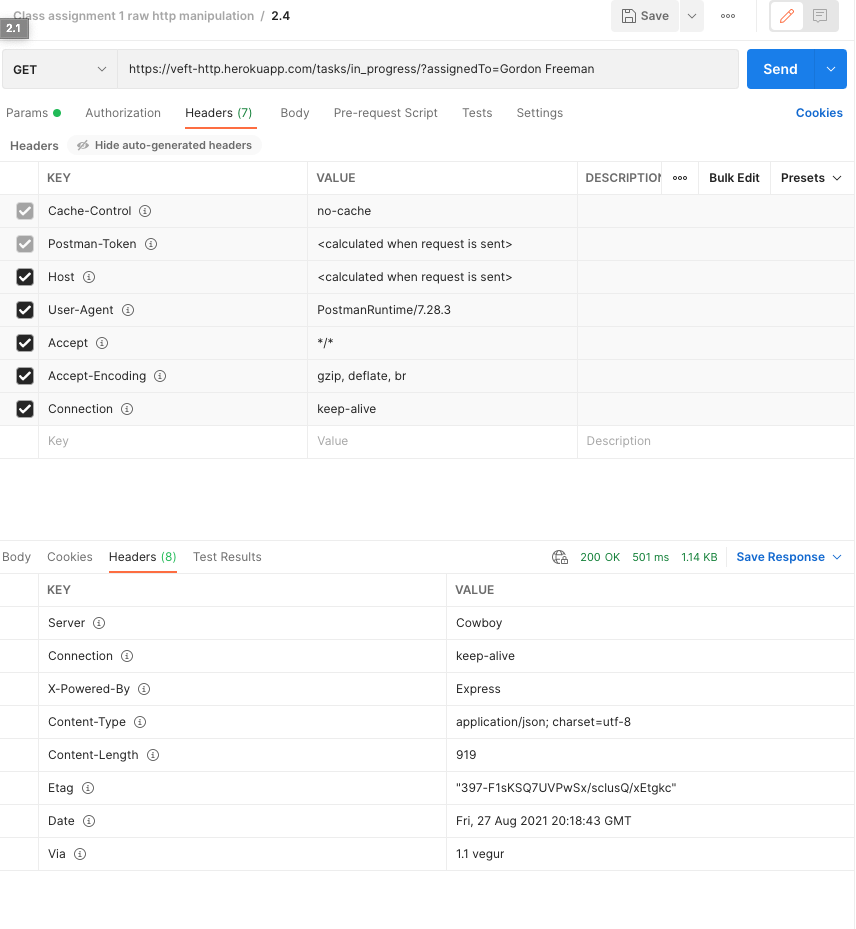 Class assignment 1 raw http manipulation / 2.4
Save
2.1
GET
https://veft-http.herokuapp.com/tasks/in_progress/?assignedTo=Gordon Freeman
Send
Params Authorization Headers (7) Body Pre-request Script Tests Settings Cookies
Headers Hide auto-generated headers
KEY VALUE DESCRIPTION Bulk Edit Presets
Cache-Control no-cache
Postman-Token <calculated when request is sent>
Host <calculated when request is sent>
User-Agent PostmanRuntime/7.28.3
Accept */*
Accept-Encoding gzip, deflate, br
Connection keep-alive
Key Value Description
Body Cookies Headers (8) Test Results 200 OK 501 ms 1.14 KB Save Response
KEY VALUE
Server Cowboy
Connection keep-alive
X-Powered-By Express
Content-Type application/json; charset=utf-8
Content-Length 919
Etag "397-F1sKSQ7UVPwSx/sclusQ/xEtgkc"
Date Fri, 27 Aug 2021 20:18:43 GMT
Via 1.1 vegur